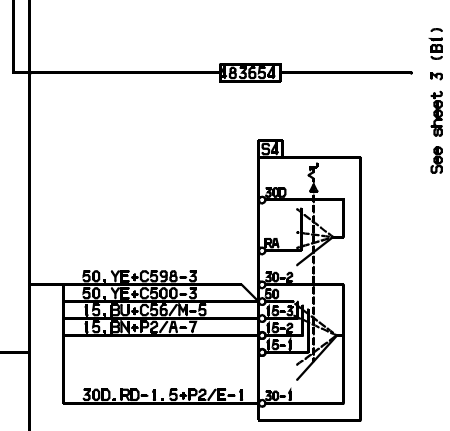 See sheet 3 (B1)
483654
S4
30D
RA
50,YE+C598-3
30-2
50,YE+C500-3
50
15,BU+C56/M-5
15-3
15,BN+P2/A-7
15-2
15-1
30D,RD-1.5+P2/E-1
30-1